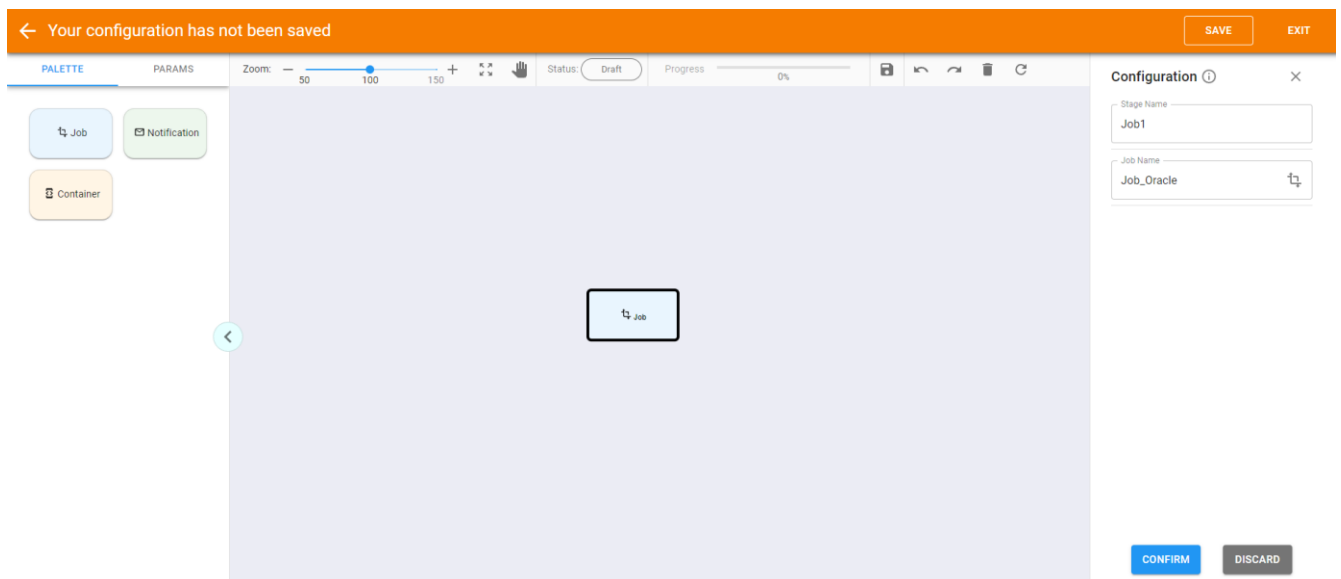 Your configuration has not been saved
SAVE
EXIT
PALETTE
PARAMS
Zoom:
50
100
150
Status:
Draft
Progress
0%
Configuration
Job
Notification
Container
Job
Stage Name
Job1
Job Name
Job_Oracle
CONFIRM
DISCARD